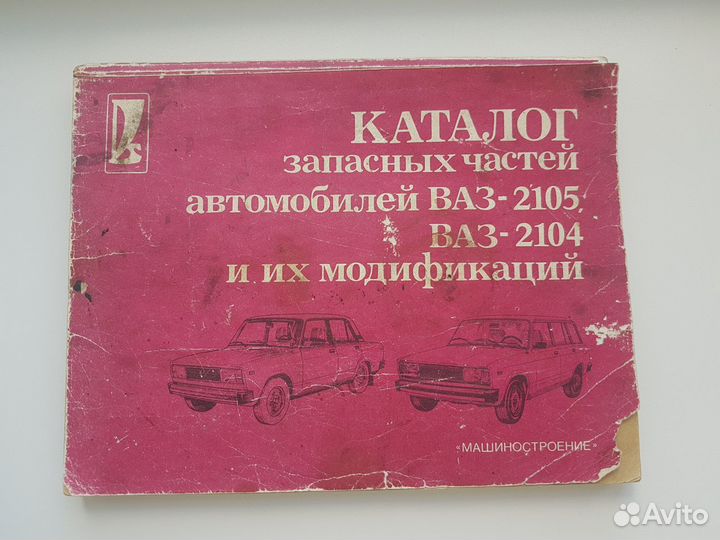 КАТАЛОГ
запасных частей
автомобилей ВАЗ-2105,
ВАЗ-2104
и их модификаций
«МАШИНОСТРОЕНИЕ»
Avito